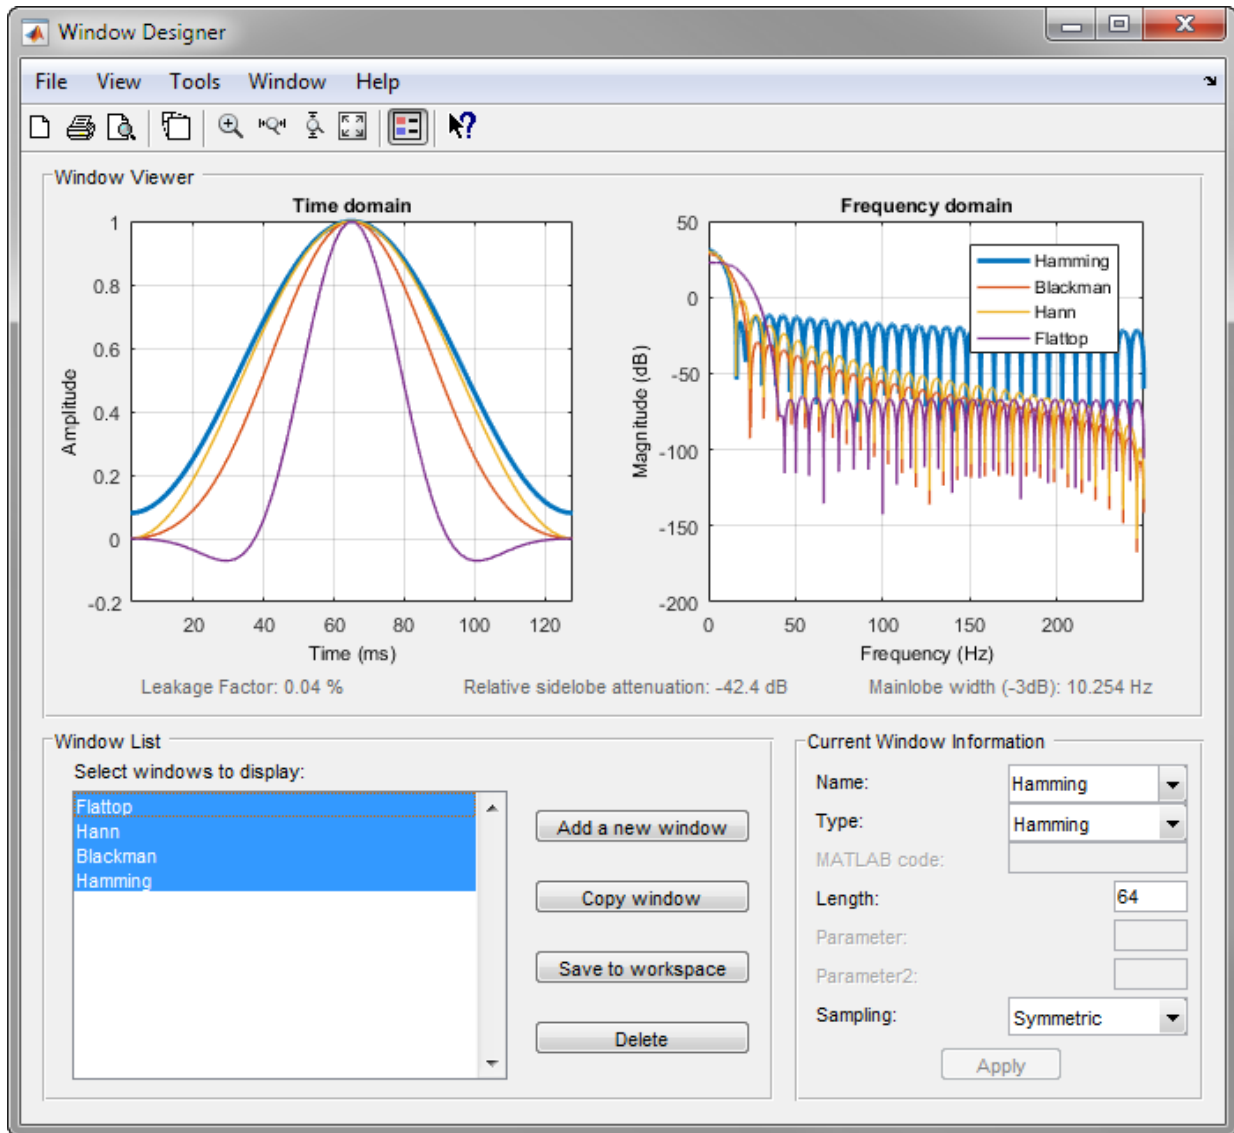 Window Designer
File View Tools Window Help
Window Viewer
Time domain
1
0.8
0.6
0.4
0.2
0
-0.2
Amplitude
20 40 60 80 100 120
Time (ms)
Frequency domain
50
0
-50
-100
-150
-200
Magnitude (dB)
Hamming
Blackman
Hann
Flattop
0 50 100 150 200
Frequency (Hz)
Leakage Factor: 0.04 %
Relative sidelobe attenuation: -42.4 dB
Mainlobe width (-3dB): 10.254 Hz
Window List
Select windows to display:
Flattop
Hann
Blackman
Hamming
Add a new window
Copy window
Save to workspace
Delete
Current Window Information
Name: Hamming
Type: Hamming
MATLAB code:
Length: 64
Parameter:
Parameter2:
Sampling: Symmetric
Apply